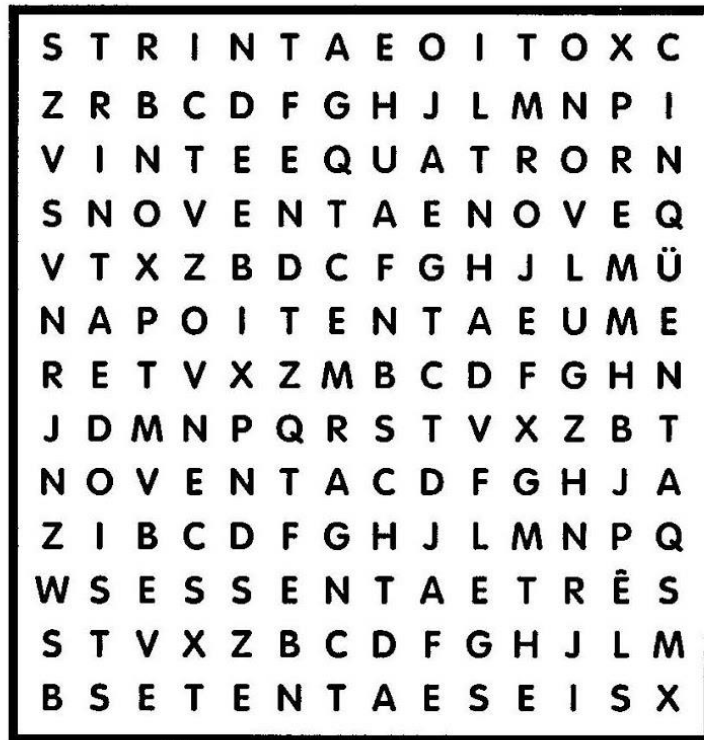 S T R I N T A E O I T O X C
Z R B C D F G H J L M N P I
V I N T E E Q U A T R O R N
S N O V E N T A E N O V E Q
V T X Z B D C F G H J L M Ü
N A P O I T E N T A E U M E
R E T V X Z M B C D F G H N
J D M N P Q R S T V X Z B T
N O V E N T A C D F G H J A
Z I B C D F G H J L M N P Q
W S E S S E N T A E T R Ê S
S T V X Z B C D F G H J L M
B S E T E N T A E S E I S X